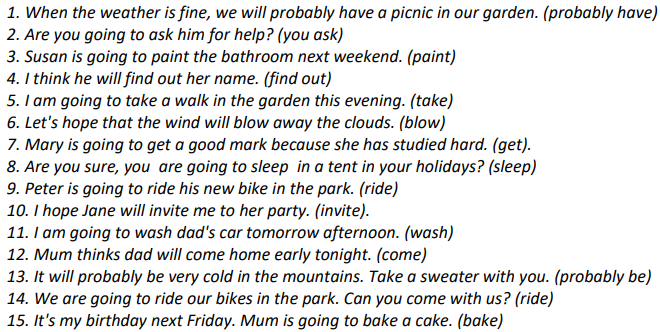 1. When the weather is fine, we will probably have a picnic in our garden. (probably have)
2. Are you going to ask him for help? (you ask)
3. Susan is going to paint the bathroom next weekend. (paint)
4. I think he will find out her name. (find out)
5. I am going to take a walk in the garden this evening. (take)
6. Let's hope that the wind will blow away the clouds. (blow)
7. Mary is going to get a good mark because she has studied hard. (get).
8. Are you sure, you are going to sleep in a tent in your holidays? (sleep)
9. Peter is going to ride his new bike in the park. (ride)
10. I hope Jane will invite me to her party. (invite).
11. I am going to wash dad's car tomorrow afternoon. (wash)
12. Mum thinks dad will come home early tonight. (come)
13. It will probably be very cold in the mountains. Take a sweater with you. (probably be)
14. We are going to ride our bikes in the park. Can you come with us? (ride)
15. It's my birthday next Friday. Mum is going to bake a cake. (bake)